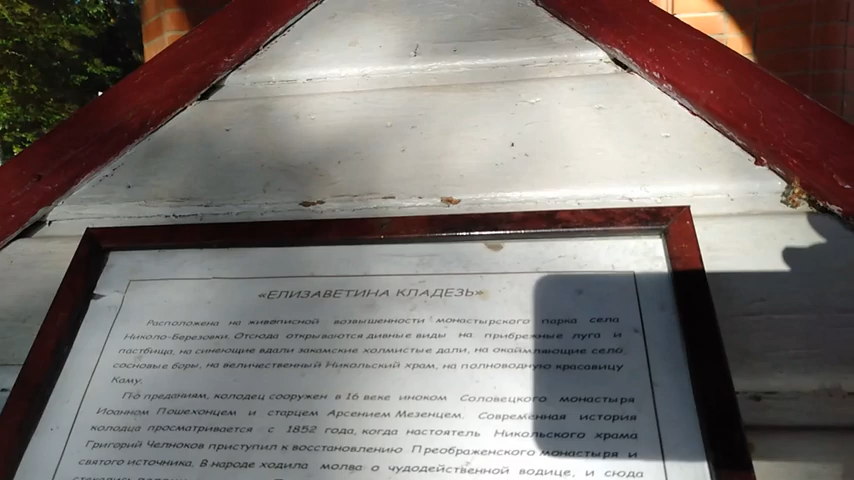 «ЕЛИЗАВЕТИНА КЛАДЕЗЬ»
Расположена на живописной возвышенности монастырского парка села
Николо-Березовки. Отсюда открываются дивные виды на прибрежные луга и
пастбища, на синеющие вдали закамские холмистые дали, на окаймляющие село
сосновые боры, на величественный Никольский храм, на полноводную красавицу
Каму.
По преданиям, колодец сооружен в 16 веке иноком Соловецкого монастыря
Иоанном Пошехонцем и старцем Арсением Мезенцем. Современная история
колодца просматривается с 1852 года, когда настоятель Никольского храма
Григорий Челноков приступил к восстановлению Преображенского монастыря и
святого источника. В народе ходила молва о чудодейственной водице, и сюда